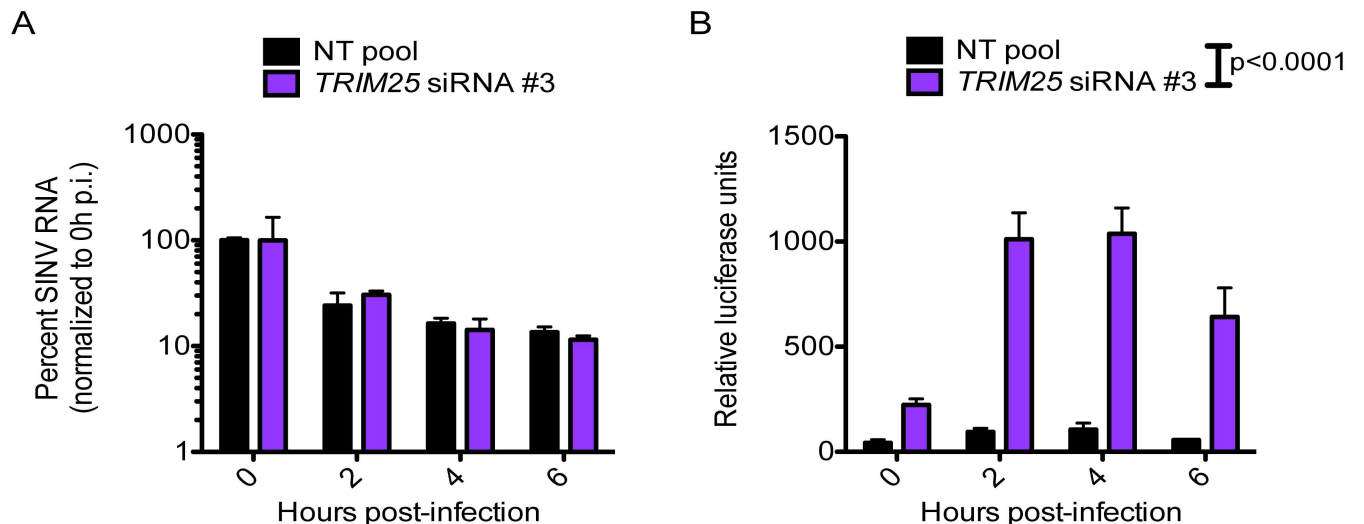 A
NT pool
TRIM25 siRNA #3
Percent SINV RNA
(normalized to 0h p.i.)
1000
100
10
1
0
2
4
6
Hours post-infection
B
NT pool
TRIM25 siRNA #3
p<0.0001
Relative luciferase units
1500
1000
500
0
0
2
4
6
Hours post-infection